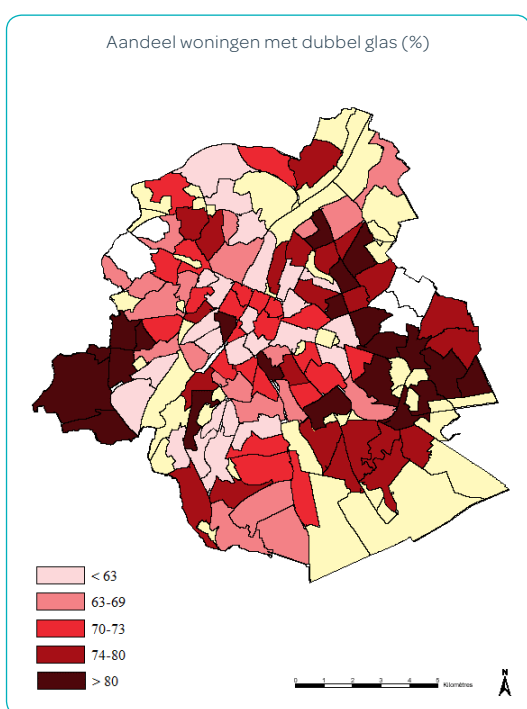 Aandeel woningen met dubbel glas (%)
< 63
63-69
70-73
74-80
> 80
0 1 2 3 4 5 Kilomètres
N